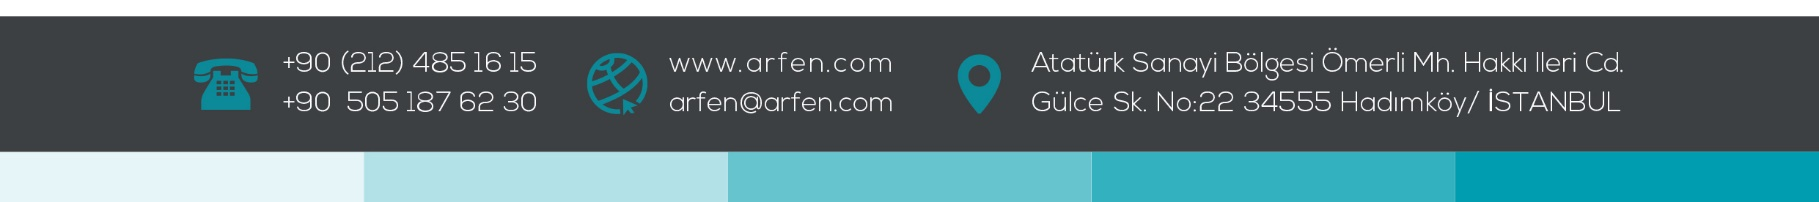 +90 (212) 485 16 15
+90 505 187 62 30
www.arfen.com
arfen@arfen.com
Atatürk Sanayi Bölgesi Ömerli Mh. Hakkı Ileri Cd.
Gülce Sk. No:22 34555 Hadımköy/ İSTANBUL